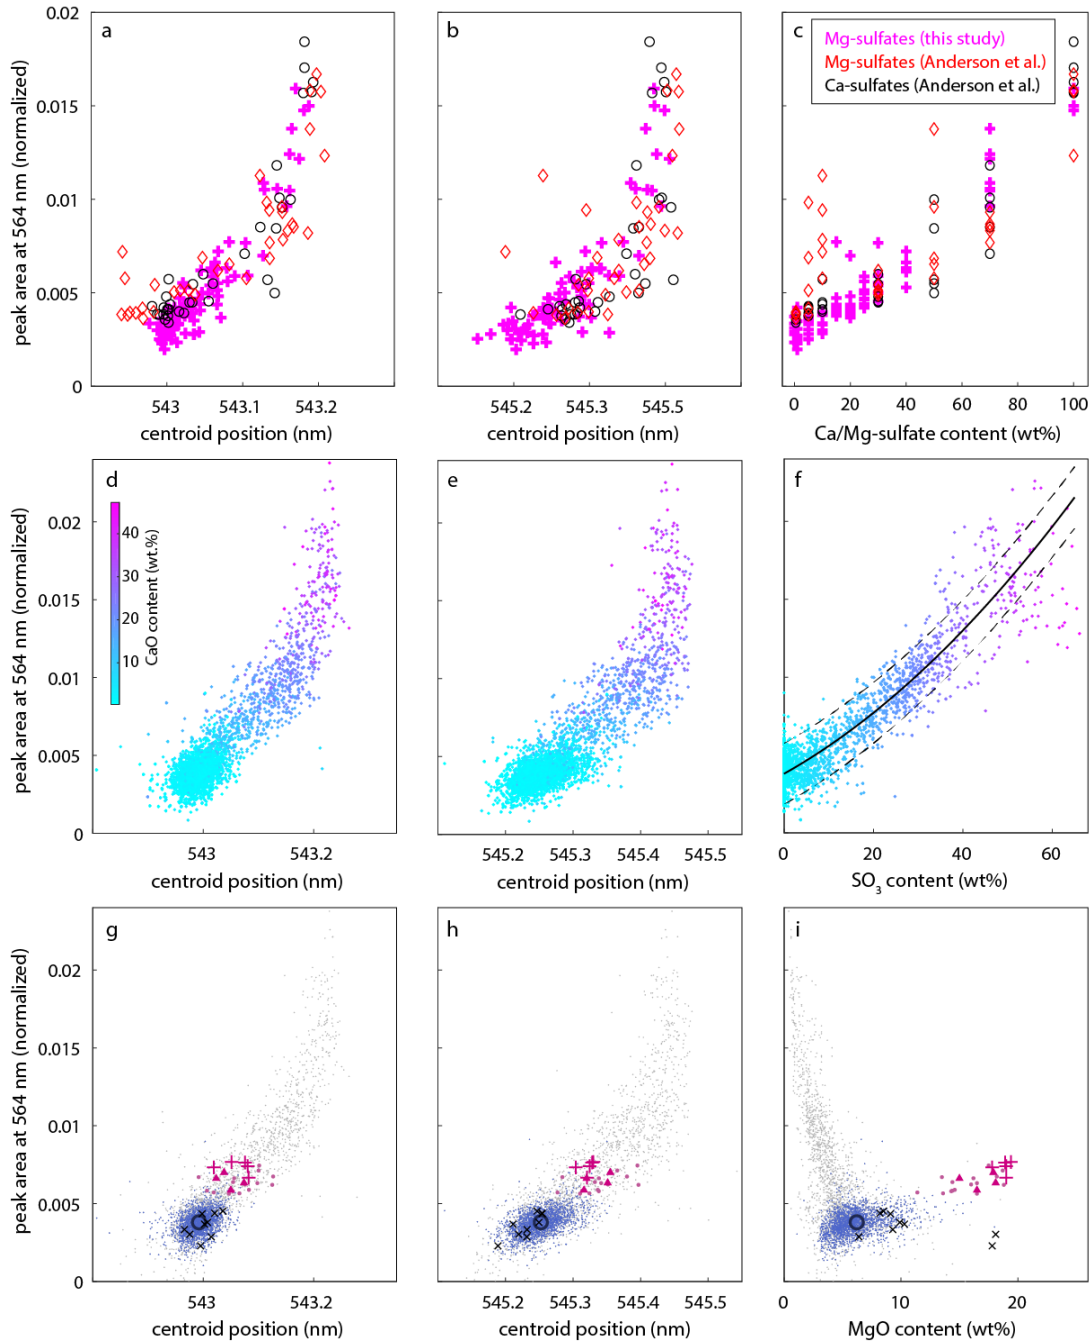 a
b
c
Mg-sulfates (this study)
Mg-sulfates (Anderson et al.)
Ca-sulfates (Anderson et al.)
peak area at 564 nm (normalized)
0.02
0.015
0.01
0.005
0
543
543.1
543.2
545.2
545.3
545.5
0
20
40
60
80
100
centroid position (nm)
centroid position (nm)
Ca/Mg-sulfate content (wt%)
d
e
f
CaO content (wt.%)
40
30
20
10
peak area at 564 nm (normalized)
0.02
0.015
0.01
0.005
0
543
543.2
545.2
545.3
545.4
545.5
0
20
40
60
centroid position (nm)
centroid position (nm)
SO3 content (wt%)
g
h
i
peak area at 564 nm (normalized)
0.02
0.015
0.01
0.005
0
543
543.2
545.2
545.3
545.4
545.5
0
10
20
centroid position (nm)
centroid position (nm)
MgO content (wt%)